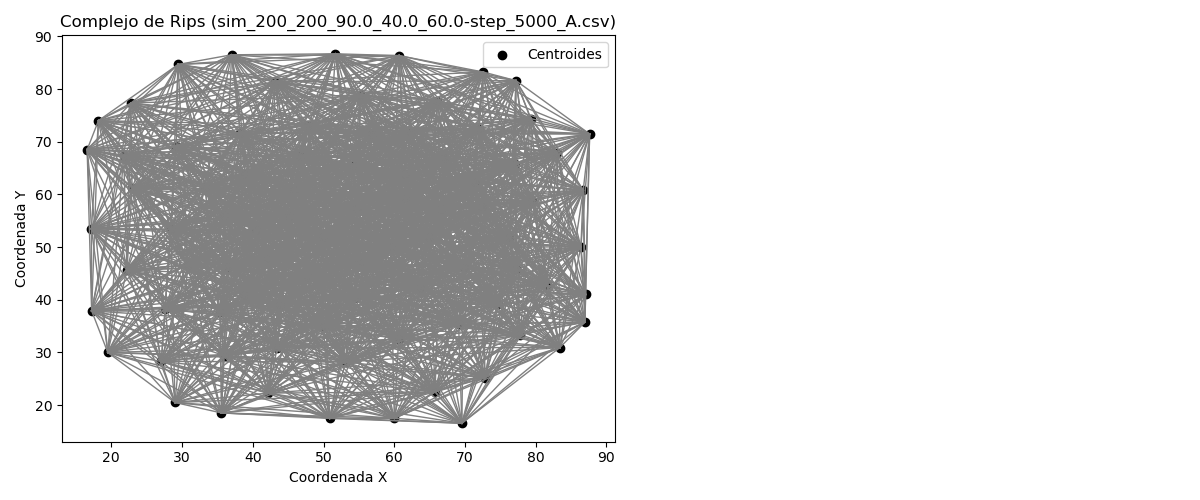 Complejo de Rips (sim_200_200_90.0_40.0_60.0-step_5000_A.csv)
Centroides
90
80
70
60
50
40
30
20
Coordenada Y
20 30 40 50 60 70 80 90
Coordenada X